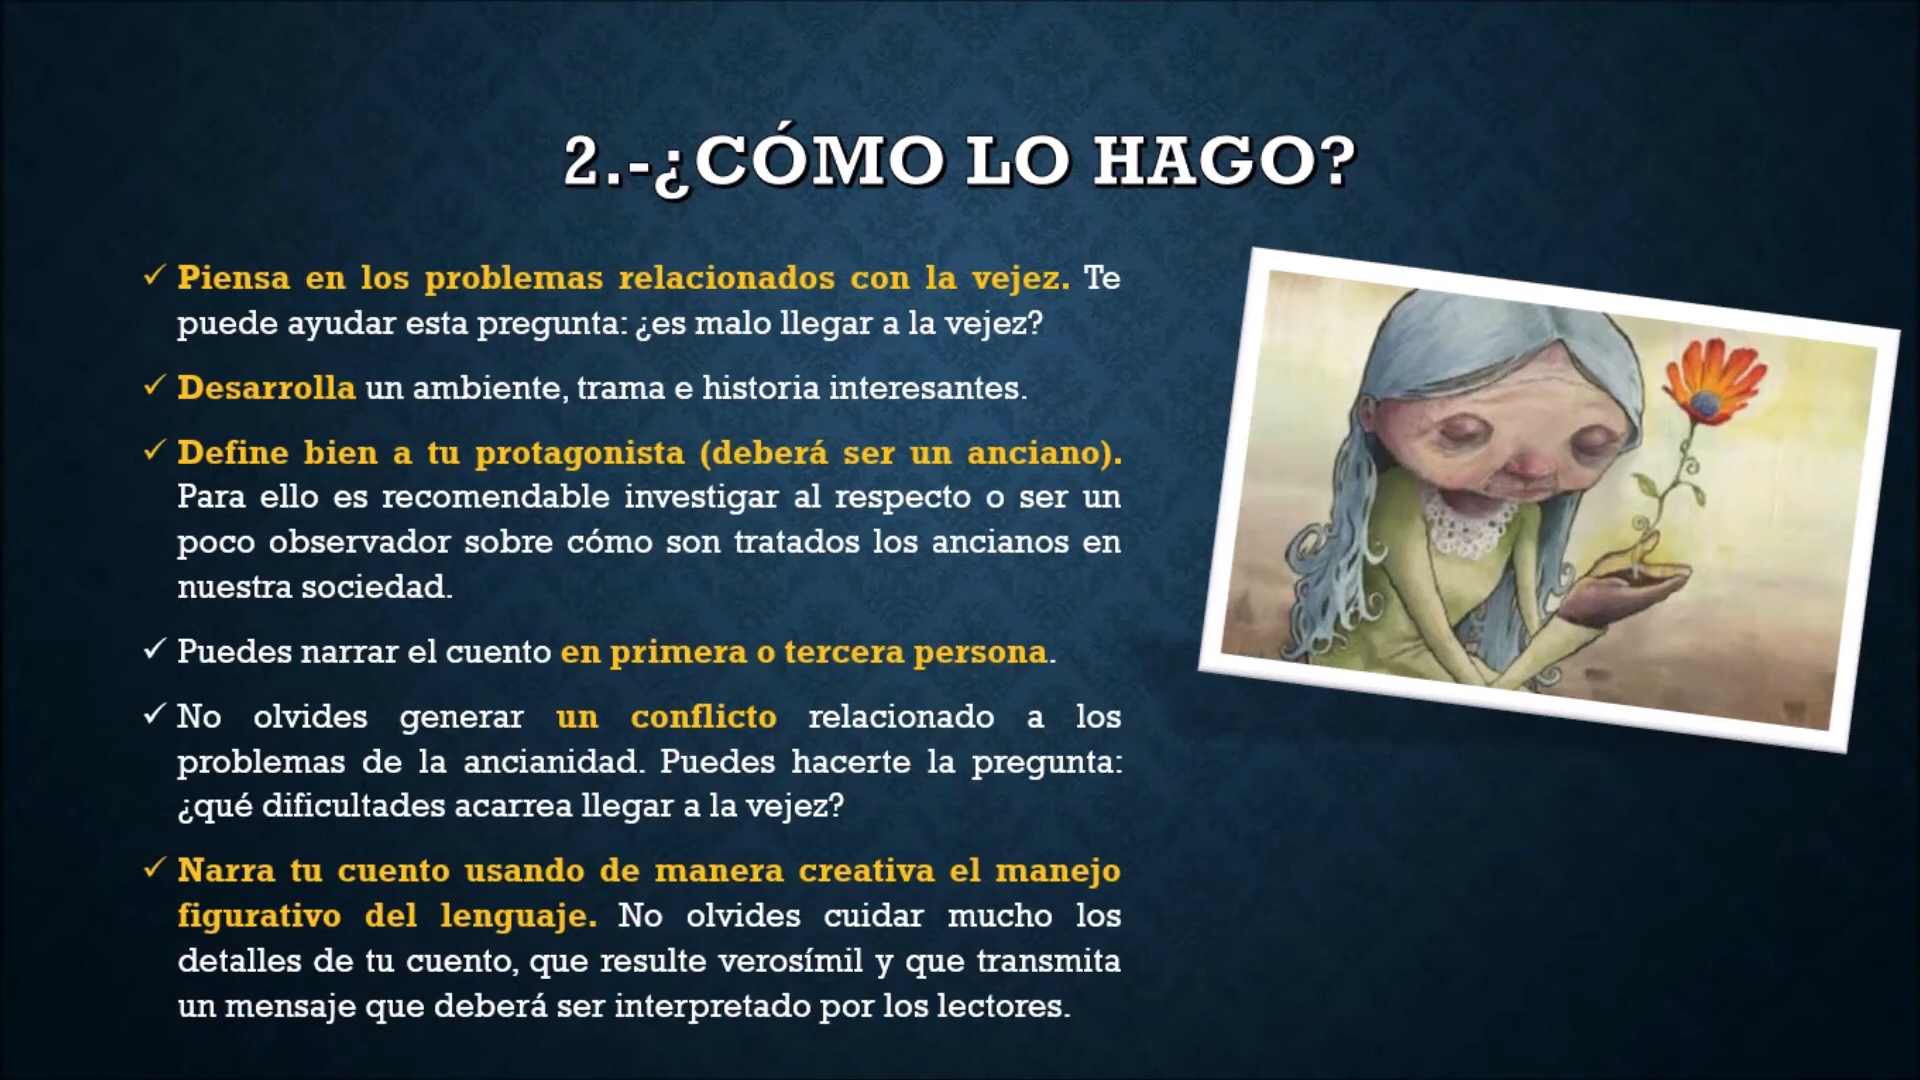 2.-¿CÓMO LO HAGO?
✓ Piensa en los problemas relacionados con la vejez. Te
puede ayudar esta pregunta: ¿es malo llegar a la vejez?
✓ Desarrolla un ambiente, trama e historia interesantes.
✓ Define bien a tu protagonista (deberá ser un anciano).
Para ello es recomendable investigar al respecto o ser un
poco observador sobre cómo son tratados los ancianos en
nuestra sociedad.
✓ Puedes narrar el cuento en primera o tercera persona.
✓ No olvides generar un conflicto relacionado a los
problemas de la ancianidad. Puedes hacerte la pregunta:
¿qué dificultades acarrea llegar a la vejez?
✓ Narra tu cuento usando de manera creativa el manejo
figurativo del lenguaje. No olvides cuidar mucho los
detalles de tu cuento, que resulte verosímil y que transmita
un mensaje que deberá ser interpretado por los lectores.